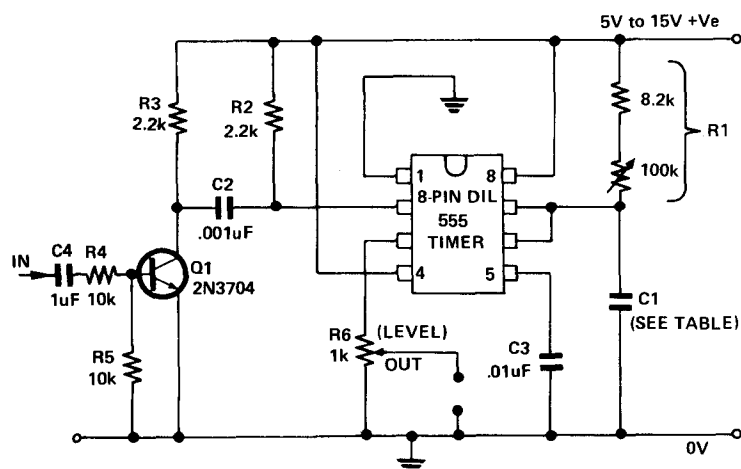 5V to 15V +Ve
R3
2.2k
R2
2.2k
8.2k
R1
100k
1
8
8-PIN DIL
555
TIMER
4
5
C2
.001uF
IN
C4
1uF
R4
10k
Q1
2N3704
R5
10k
R6
1k
(LEVEL)
OUT
C3
.01uF
C1
(SEE TABLE)
0V